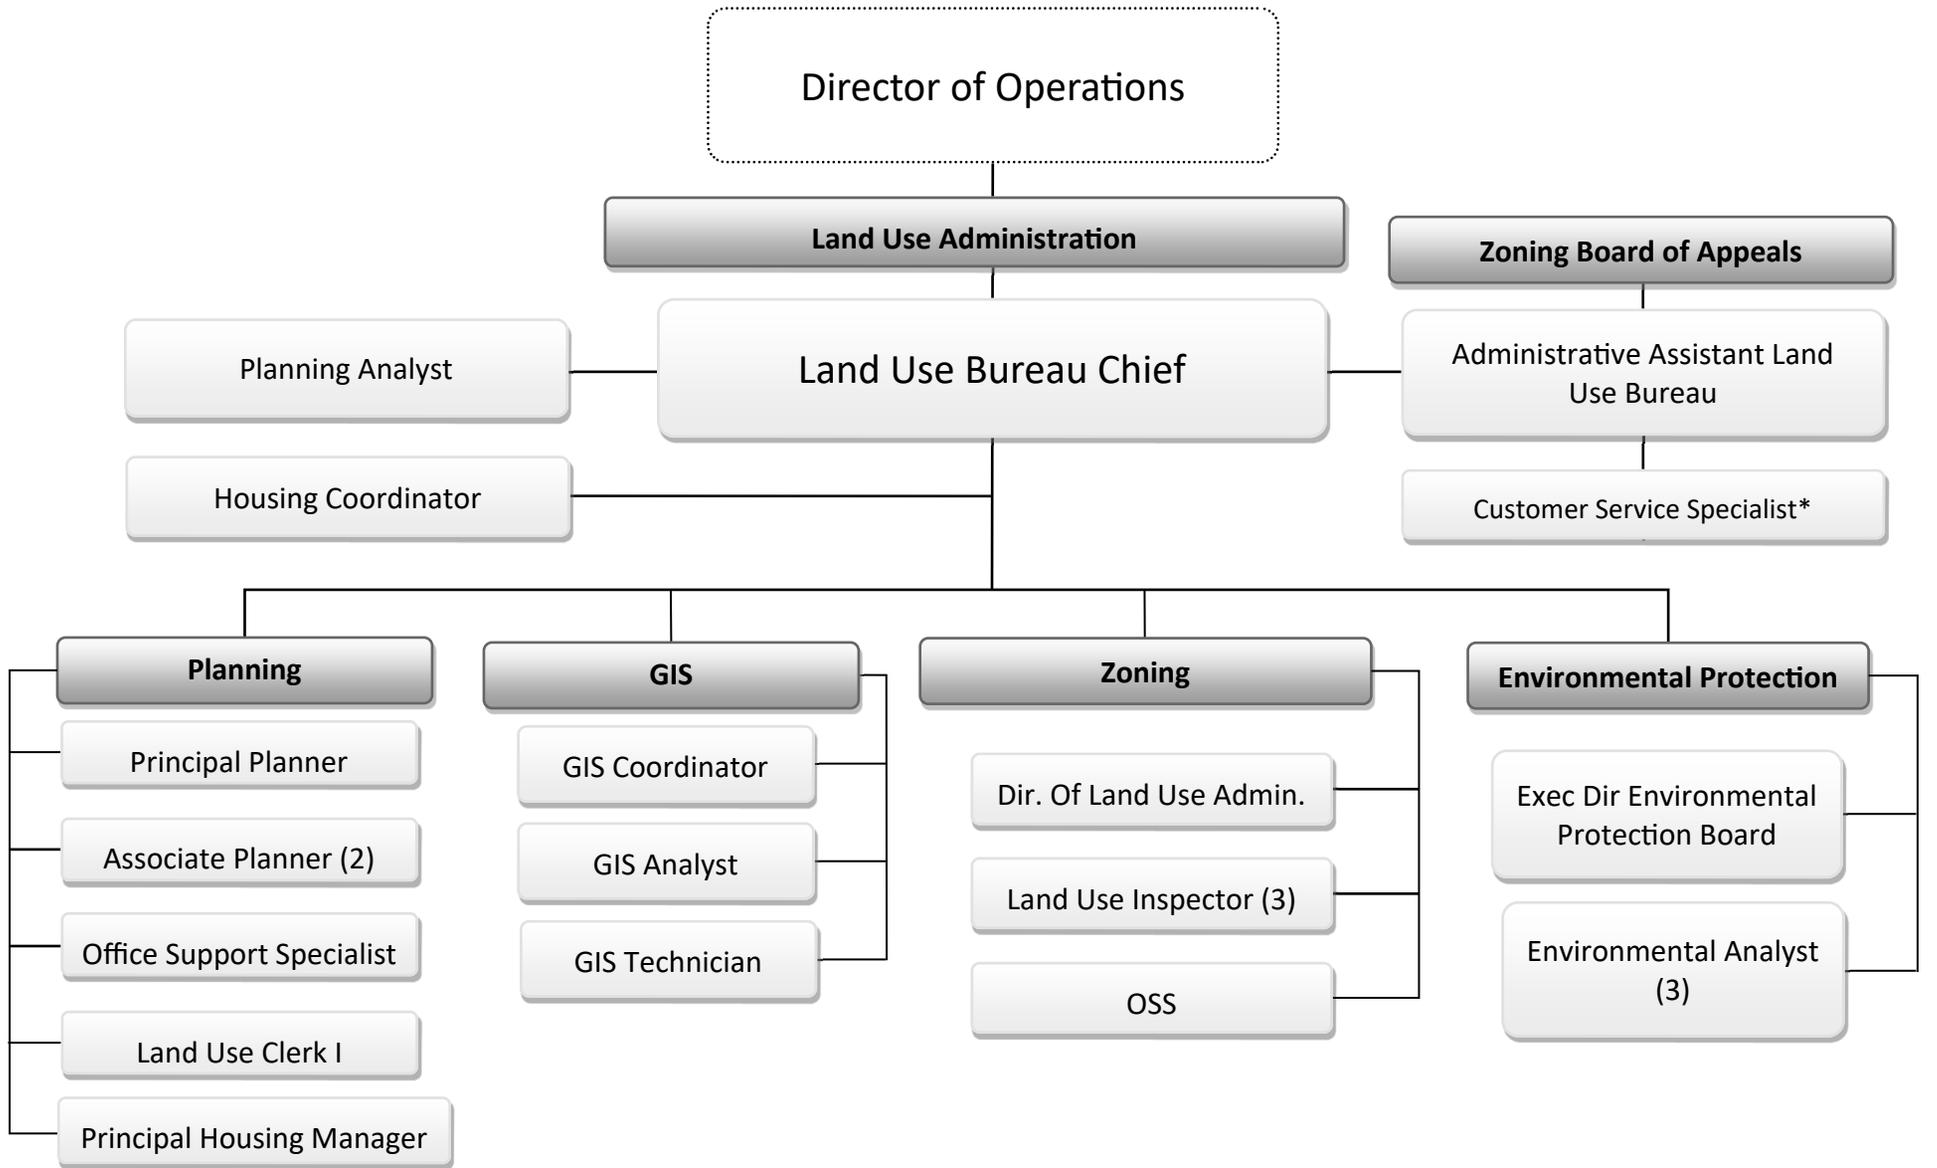 Director of Operations
Land Use Administration
Zoning Board of Appeals
Planning Analyst
Land Use Bureau Chief
Administrative Assistant Land
Use Bureau
Housing Coordinator
Customer Service Specialist*
Planning
Principal Planner
Associate Planner (2)
Office Support Specialist
Land Use Clerk I
Principal Housing Manager
GIS
GIS Coordinator
GIS Analyst
GIS Technician
Zoning
Dir. Of Land Use Admin.
Land Use Inspector (3)
OSS
Environmental Protection
Exec Dir Environmental
Protection Board
Environmental Analyst
(3)